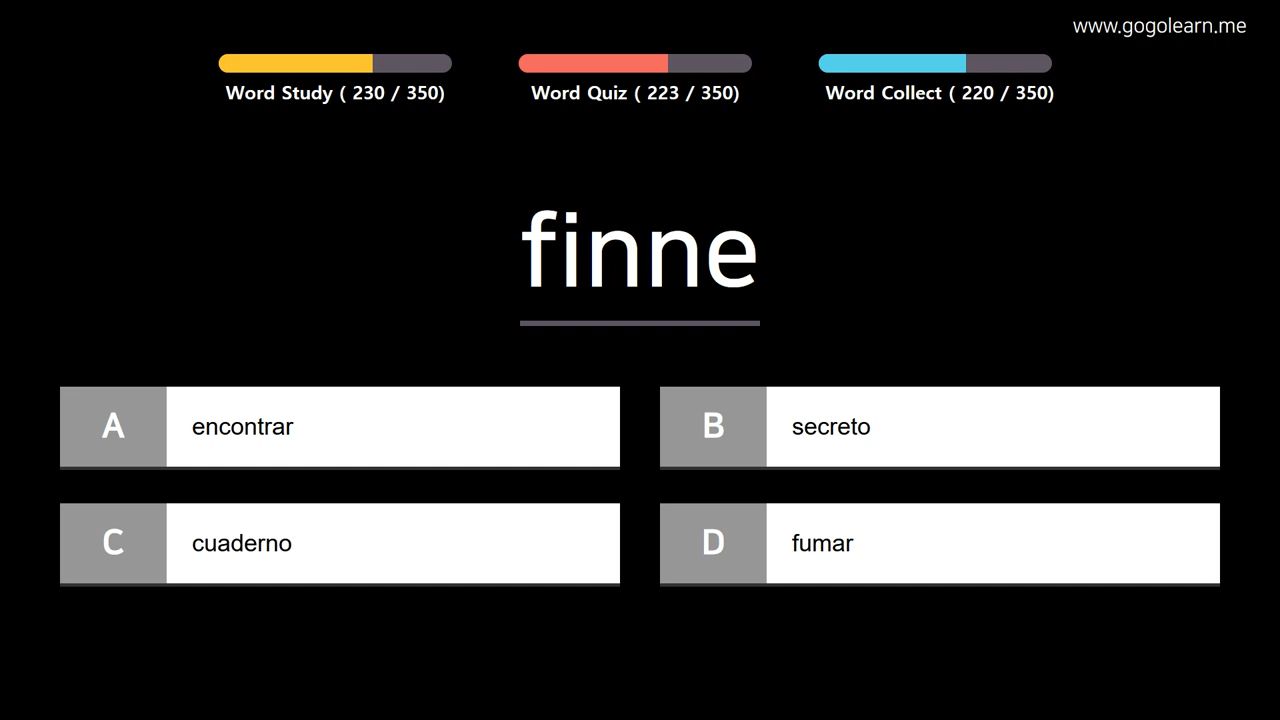 www.gogolearn.me
Word Study ( 230 / 350)
Word Quiz ( 223 / 350)
Word Collect ( 220 / 350)
finne
A encontrar
B secreto
C cuaderno
D fumar